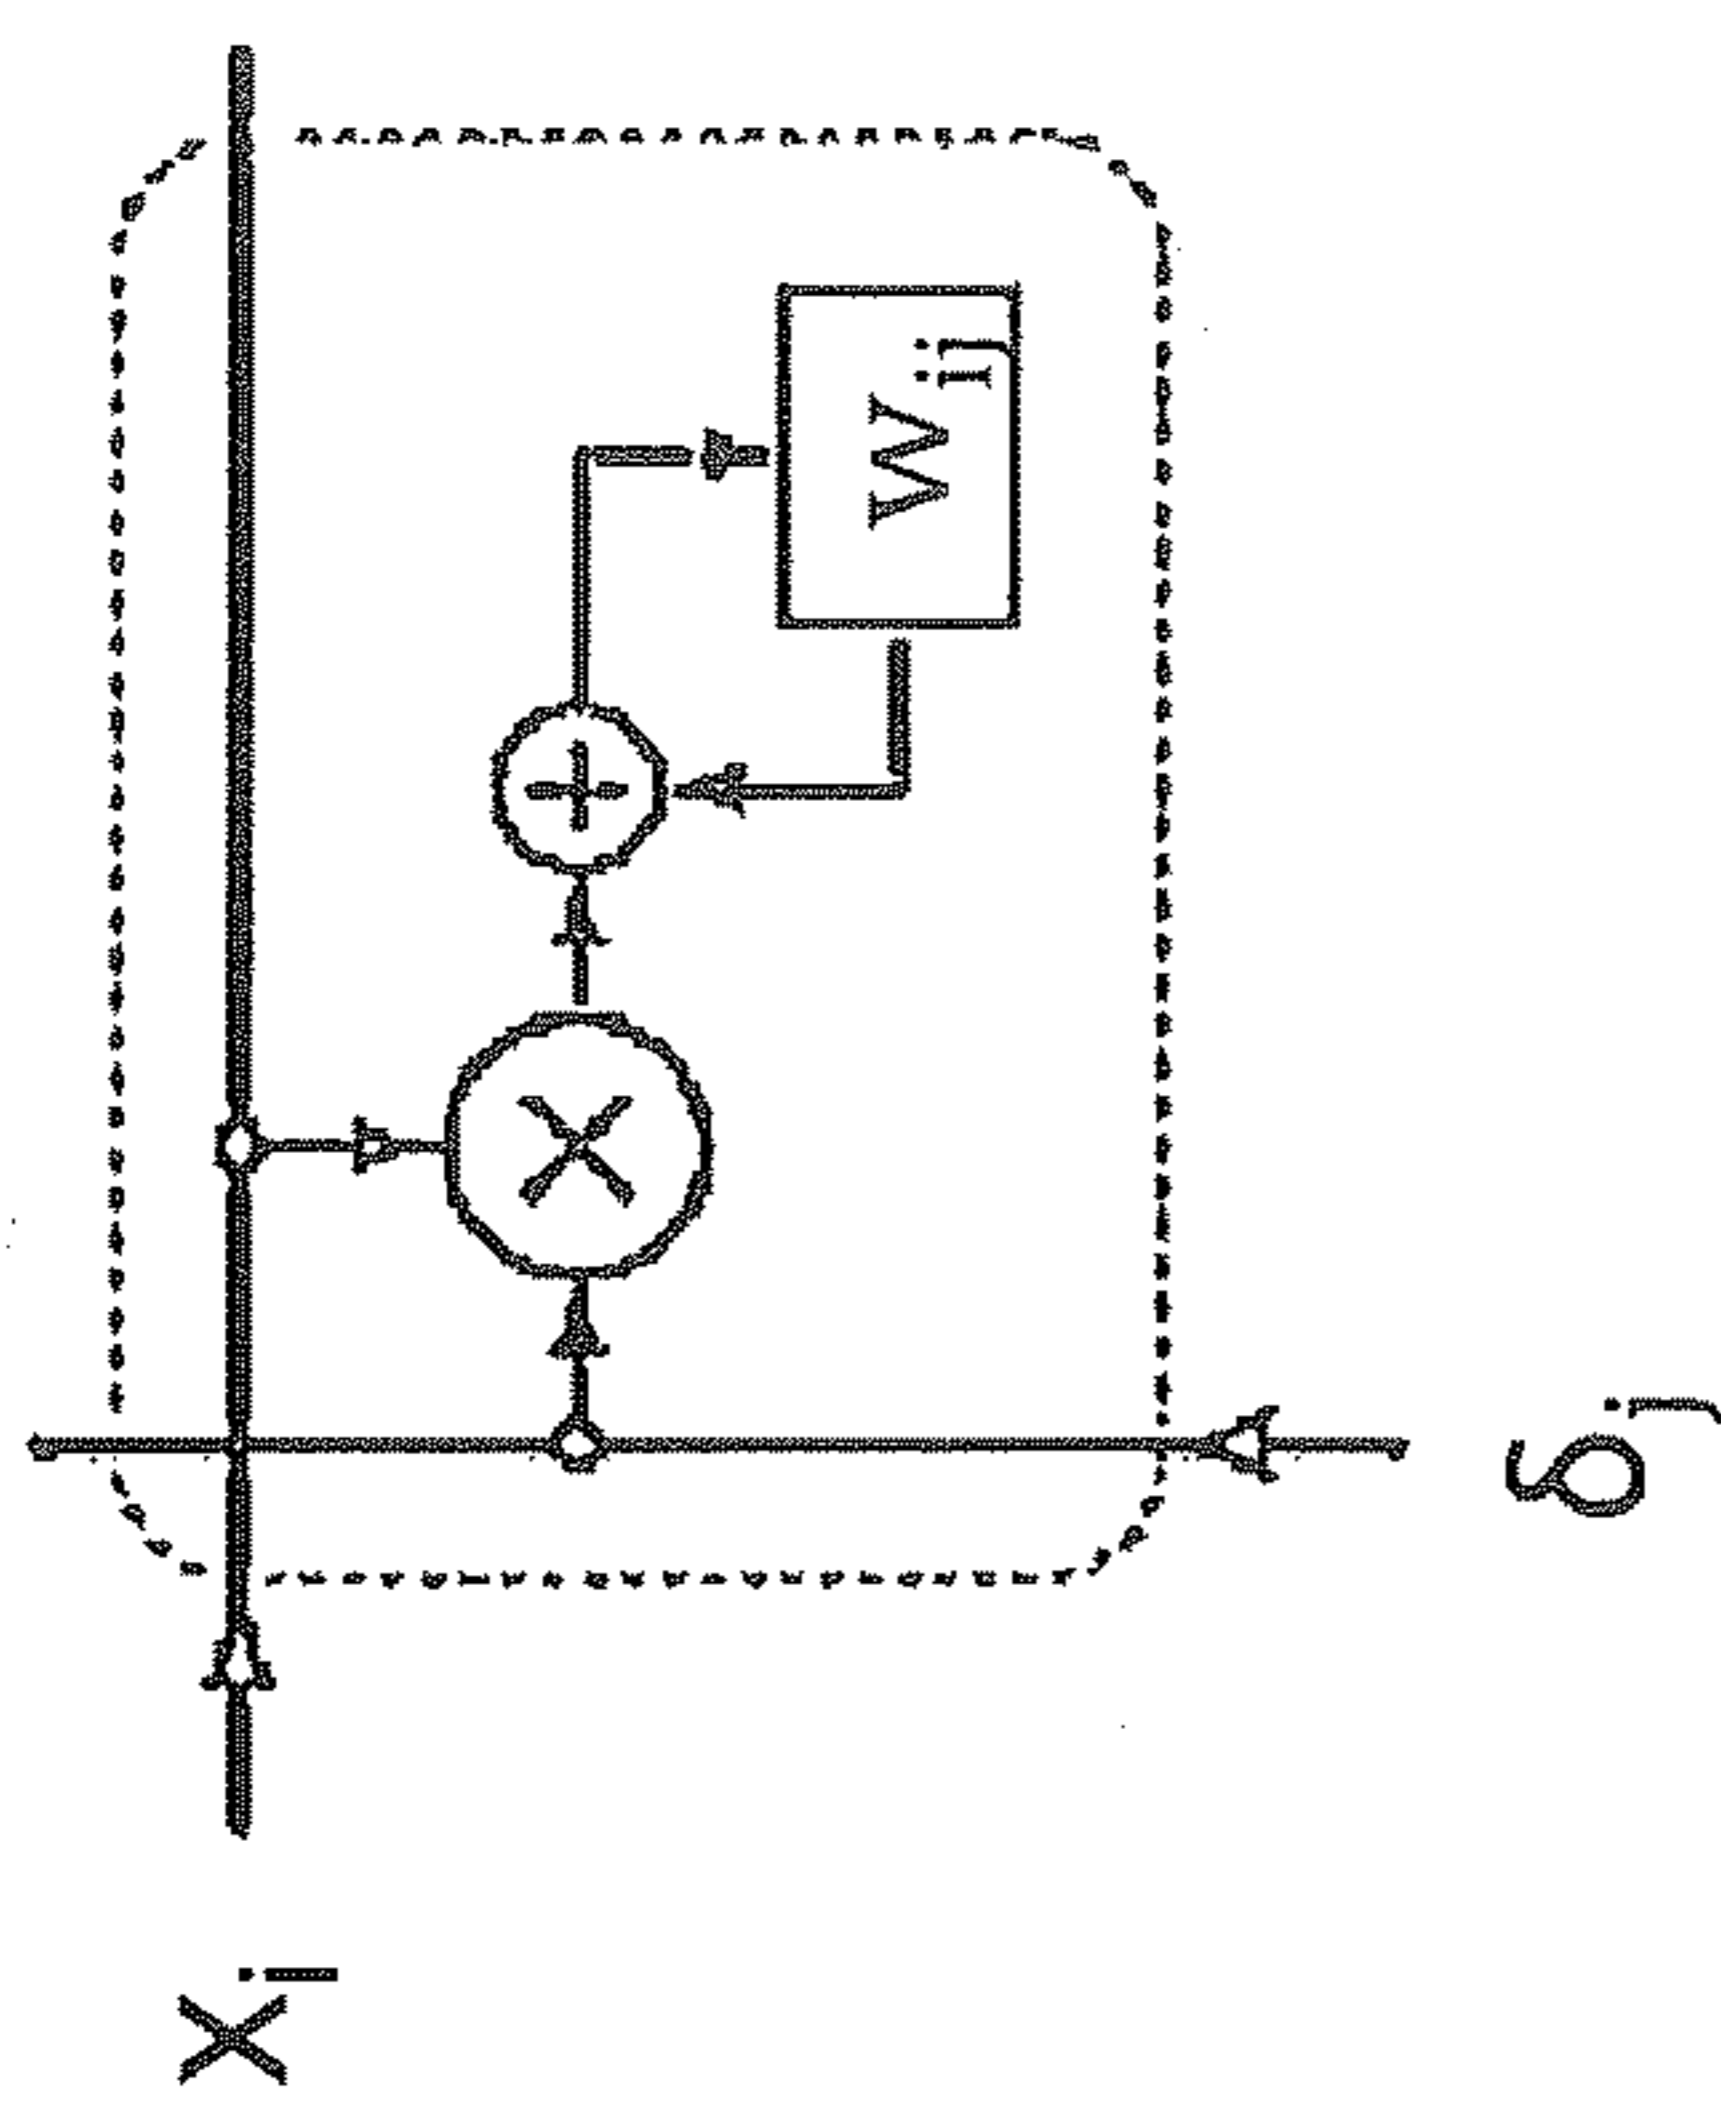 X_i
δ_j
×
+
W_ij